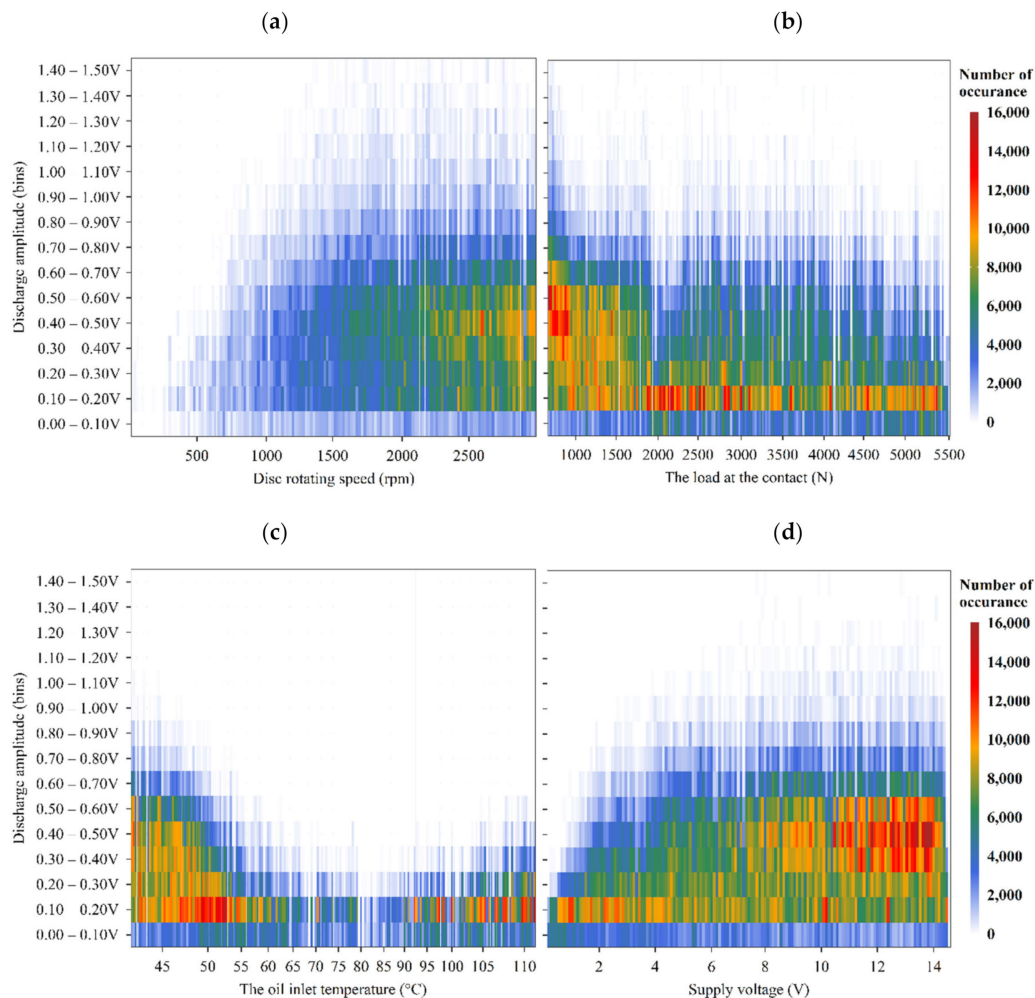 (a) (b)
Number of
occurance
1.40 – 1.50V
1.30 – 1.40V
1.20 – 1.30V
1.10 – 1.20V
1.00 1.10V
0.90 – 1.00V
0.80 – 0.90V
0.70 – 0.80V
0.60 – 0.70V
0.50 – 0.60V
0.40 – 0.50V
0.30 0.40V
0.20 – 0.30V
0.10 – 0.20V
0.00 – 0.10V
Discharge amplitude (bins)
16,000
14,000
12,000
10,000
8,000
6,000
4,000
2,000
0
500 1000 1500 2000 2500
Disc rotating speed (rpm)
1000 1500 2000 2500 3000 3500 4000 4500 5000 5500
The load at the contact (N)
(c) (d)
Number of
occurance
1.40 – 1.50V
1.30 – 1.40V
1.20 1.30V
1.10 – 1.20V
1.00 – 1.10V
0.90 1.00V
0.80 – 0.90V
0.70 – 0.80V
0.60 – 0.70V
0.50 – 0.60V
0.40 – 0.50V
0.30 – 0.40V
0.20 – 0.30V
0.10 0.20V
0.00 – 0.10V
Discharge amplitude (bins)
16,000
14,000
12,000
10,000
8,000
6,000
4,000
2,000
0
45 50 55 60 65 70 75 80 85 90 95 100 105 110
The oil inlet temperature (°C)
2 4 6 8 10 12 14
Supply voltage (V)